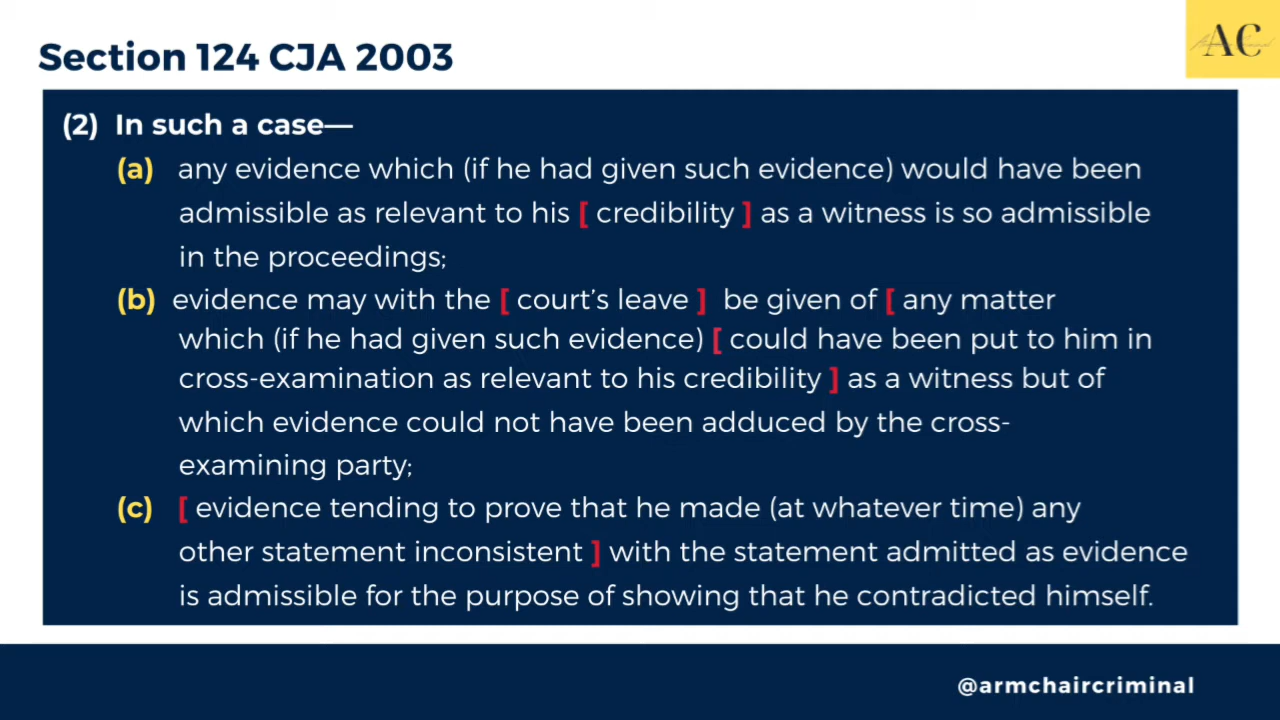 Section 124 CJA 2003
AC
(2) In such a case—
(a) any evidence which (if he had given such evidence) would have been
admissible as relevant to his [ credibility ] as a witness is so admissible
in the proceedings;
(b) evidence may with the [ court’s leave ] be given of [ any matter
which (if he had given such evidence) [ could have been put to him in
cross-examination as relevant to his credibility ] as a witness but of
which evidence could not have been adduced by the cross-
examining party;
(c) [ evidence tending to prove that he made (at whatever time) any
other statement inconsistent ] with the statement admitted as evidence
is admissible for the purpose of showing that he contradicted himself.
@armchaircriminal